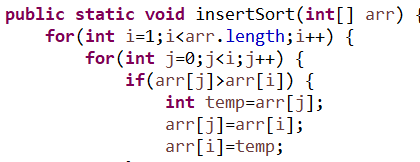 public static void insertSort(int[] arr) {
for(int i=1;i<arr.length;i++) {
for(int j=0;j<i;j++) {
if(arr[j]>arr[i]) {
int temp=arr[j];
arr[j]=arr[i];
arr[i]=temp;